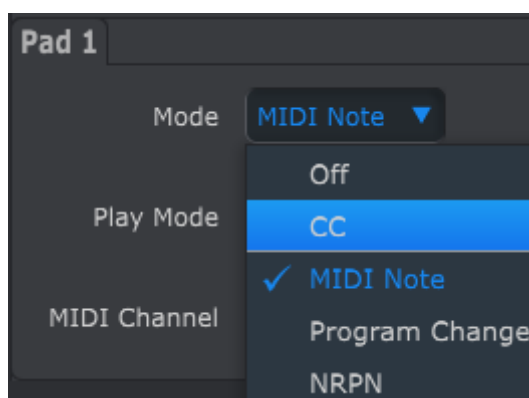 Pad 1
Mode MIDI Note
Off
Play Mode CC
MIDI Note
MIDI Channel Program Change
NRPN